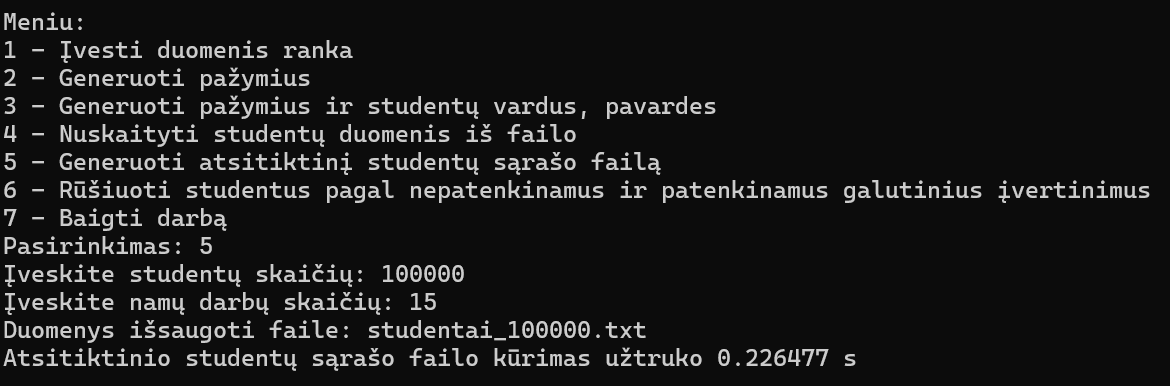 Meniu:
1 - Įvesti duomenis ranka
2 - Generuoti pažymius
3 - Generuoti pažymius ir studentų vardus, pavardes
4 - Nuskaityti studentų duomenis iš failo
5 - Generuoti atsitiktinį studentų sąrašo failą
6 - Rūšiuoti studentus pagal nepatenkinamus ir patenkinamus galutinius įvertinimus
7 - Baigti darbą
Pasirinkimas: 5
Įveskite studentų skaičių: 100000
Įveskite namų darbų skaičių: 15
Duomenys išsaugoti faile: studentai_100000.txt
Atsitiktinio studentų sąrašo failo kūrimas užtruko 0.226477 s